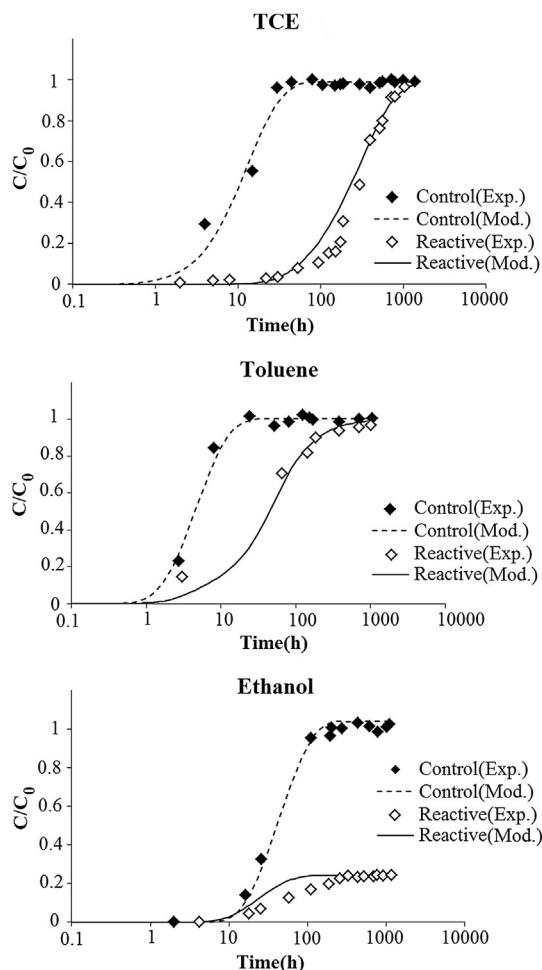 TCE
C/C0
1
0.8
0.6
0.4
0.2
0
0.1
1
10
100
1000
10000
Time(h)
Control(Exp.)
Control(Mod.)
Reactive(Exp.)
Reactive(Mod.)
Toluene
C/C0
1
0.8
0.6
0.4
0.2
0
0.1
1
10
100
1000
10000
Time(h)
Control(Exp.)
Control(Mod.)
Reactive(Exp.)
Reactive(Mod.)
Ethanol
C/C0
1
0.8
0.6
0.4
0.2
0
0.1
1
10
100
1000
10000
Time(h)
Control(Exp.)
Control(Mod.)
Reactive(Exp.)
Reactive(Mod.)